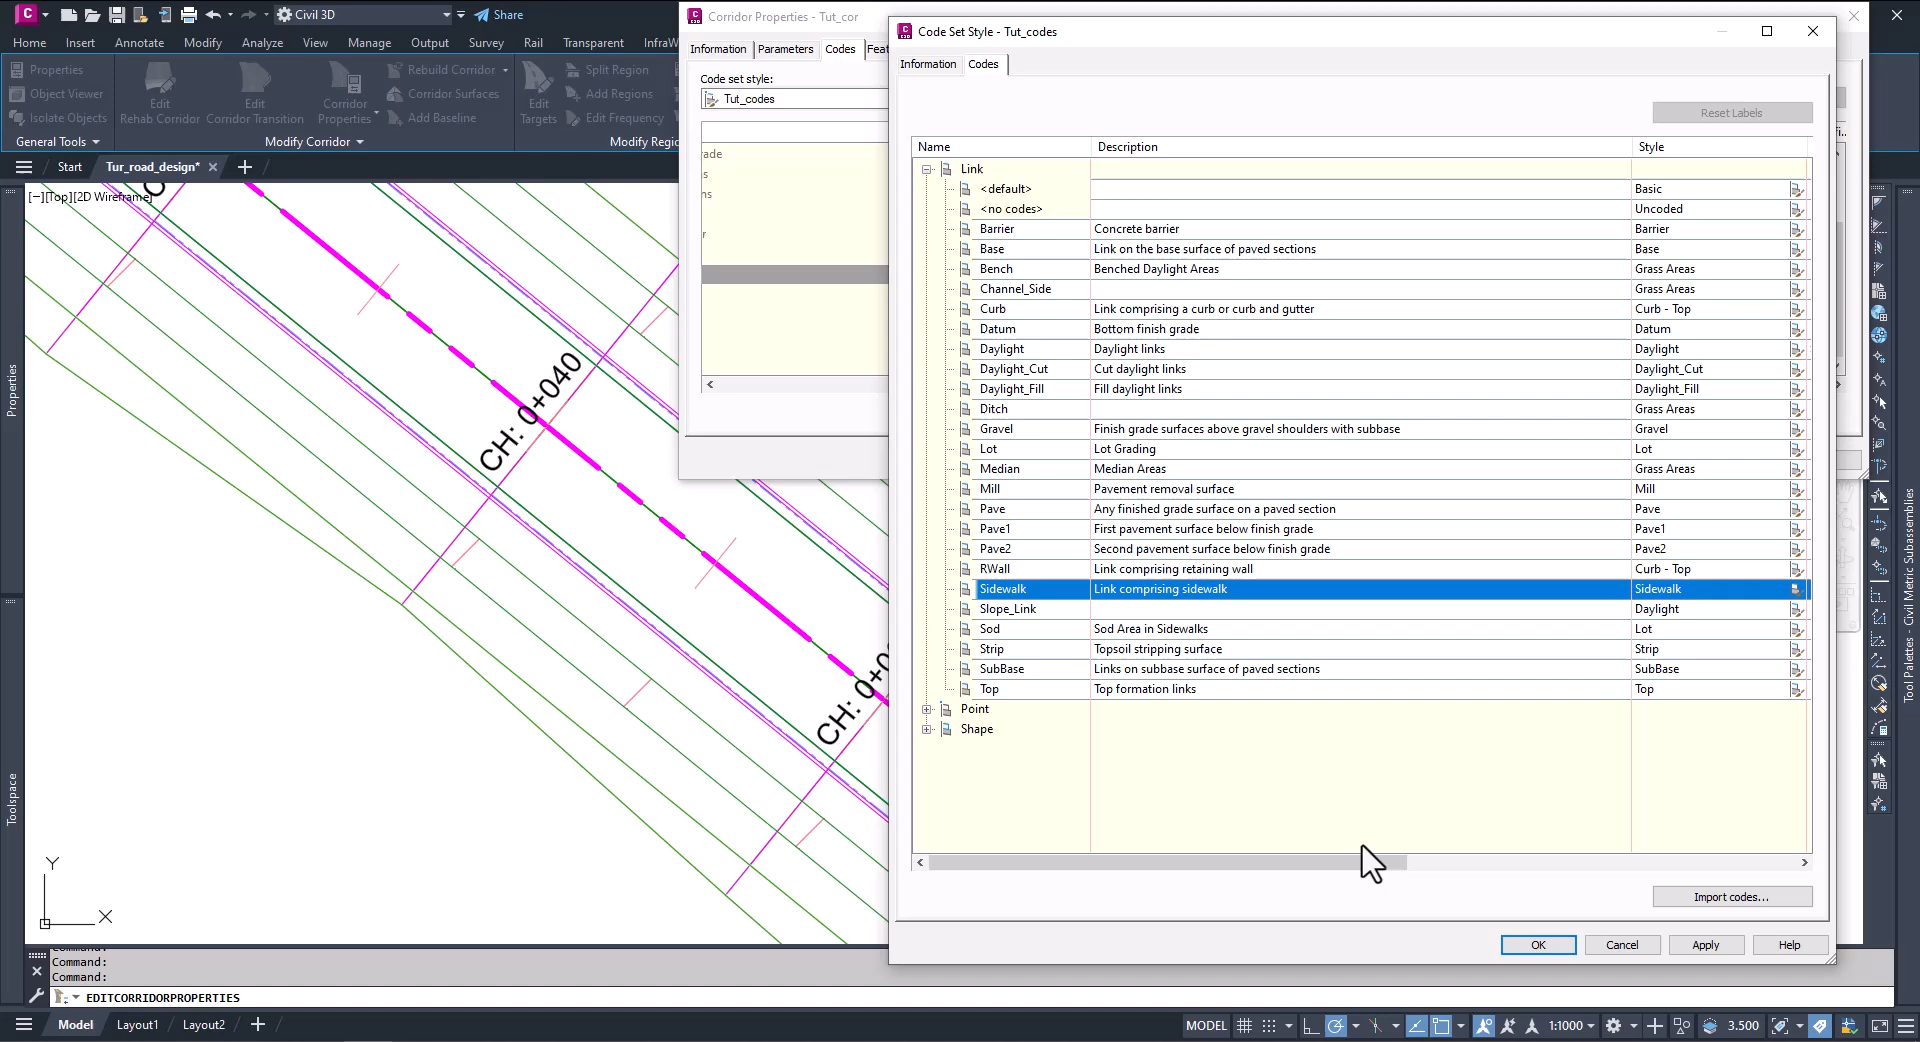 Civil 3D
Share
Home Insert Annotate Modify Analyze View Manage Output Survey Rail Transparent InfraW
Properties
Object Viewer
Isolate Objects
General Tools
Edit Rehab Corridor
Edit Corridor Transition
Corridor Properties
Rebuild Corridor
Corridor Surfaces
Add Baseline
Modify Corridor
Edit Targets
Split Region
Add Regions
Edit Frequency
Modify Regio
Start
Tur_road_design*
[−][Top][2D Wireframe]
CH: 0+040
CH: 0+0
Y
X
Properties
Toolspace
Corridor Properties - Tut_cor
Information Parameters Codes Feat
Code set style:
Tut_codes
rade
s
ns
r
Code Set Style - Tut_codes
Information Codes
Reset Labels
Name Description Style
Link
<default> Basic
<no codes> Uncoded
Barrier Concrete barrier Barrier
Base Link on the base surface of paved sections Base
Bench Benched Daylight Areas Grass Areas
Channel_Side Grass Areas
Curb Link comprising a curb or curb and gutter Curb - Top
Datum Bottom finish grade Datum
Daylight Daylight links Daylight
Daylight_Cut Cut daylight links Daylight_Cut
Daylight_Fill Fill daylight links Daylight_Fill
Ditch Grass Areas
Gravel Finish grade surfaces above gravel shoulders with subbase Gravel
Lot Lot Grading Lot
Median Median Areas Grass Areas
Mill Pavement removal surface Mill
Pave Any finished grade surface on a paved section Pave
Pave1 First pavement surface below finish grade Pave1
Pave2 Second pavement surface below finish grade Pave2
RWall Link comprising retaining wall Curb - Top
Sidewalk Link comprising sidewalk Sidewalk
Slope_Link Daylight
Sod Sod Area in Sidewalks Lot
Strip Topsoil stripping surface Strip
SubBase Links on subbase surface of paved sections SubBase
Top Top formation links Top
Point
Shape
Import codes...
OK Cancel Apply Help
Tool Palettes - Civil Metric Subassemblies
Command:
Command:
Command:
EDITCORRIDORPROPERTIES
Model Layout1 Layout2
MODEL 1:1000 3.500